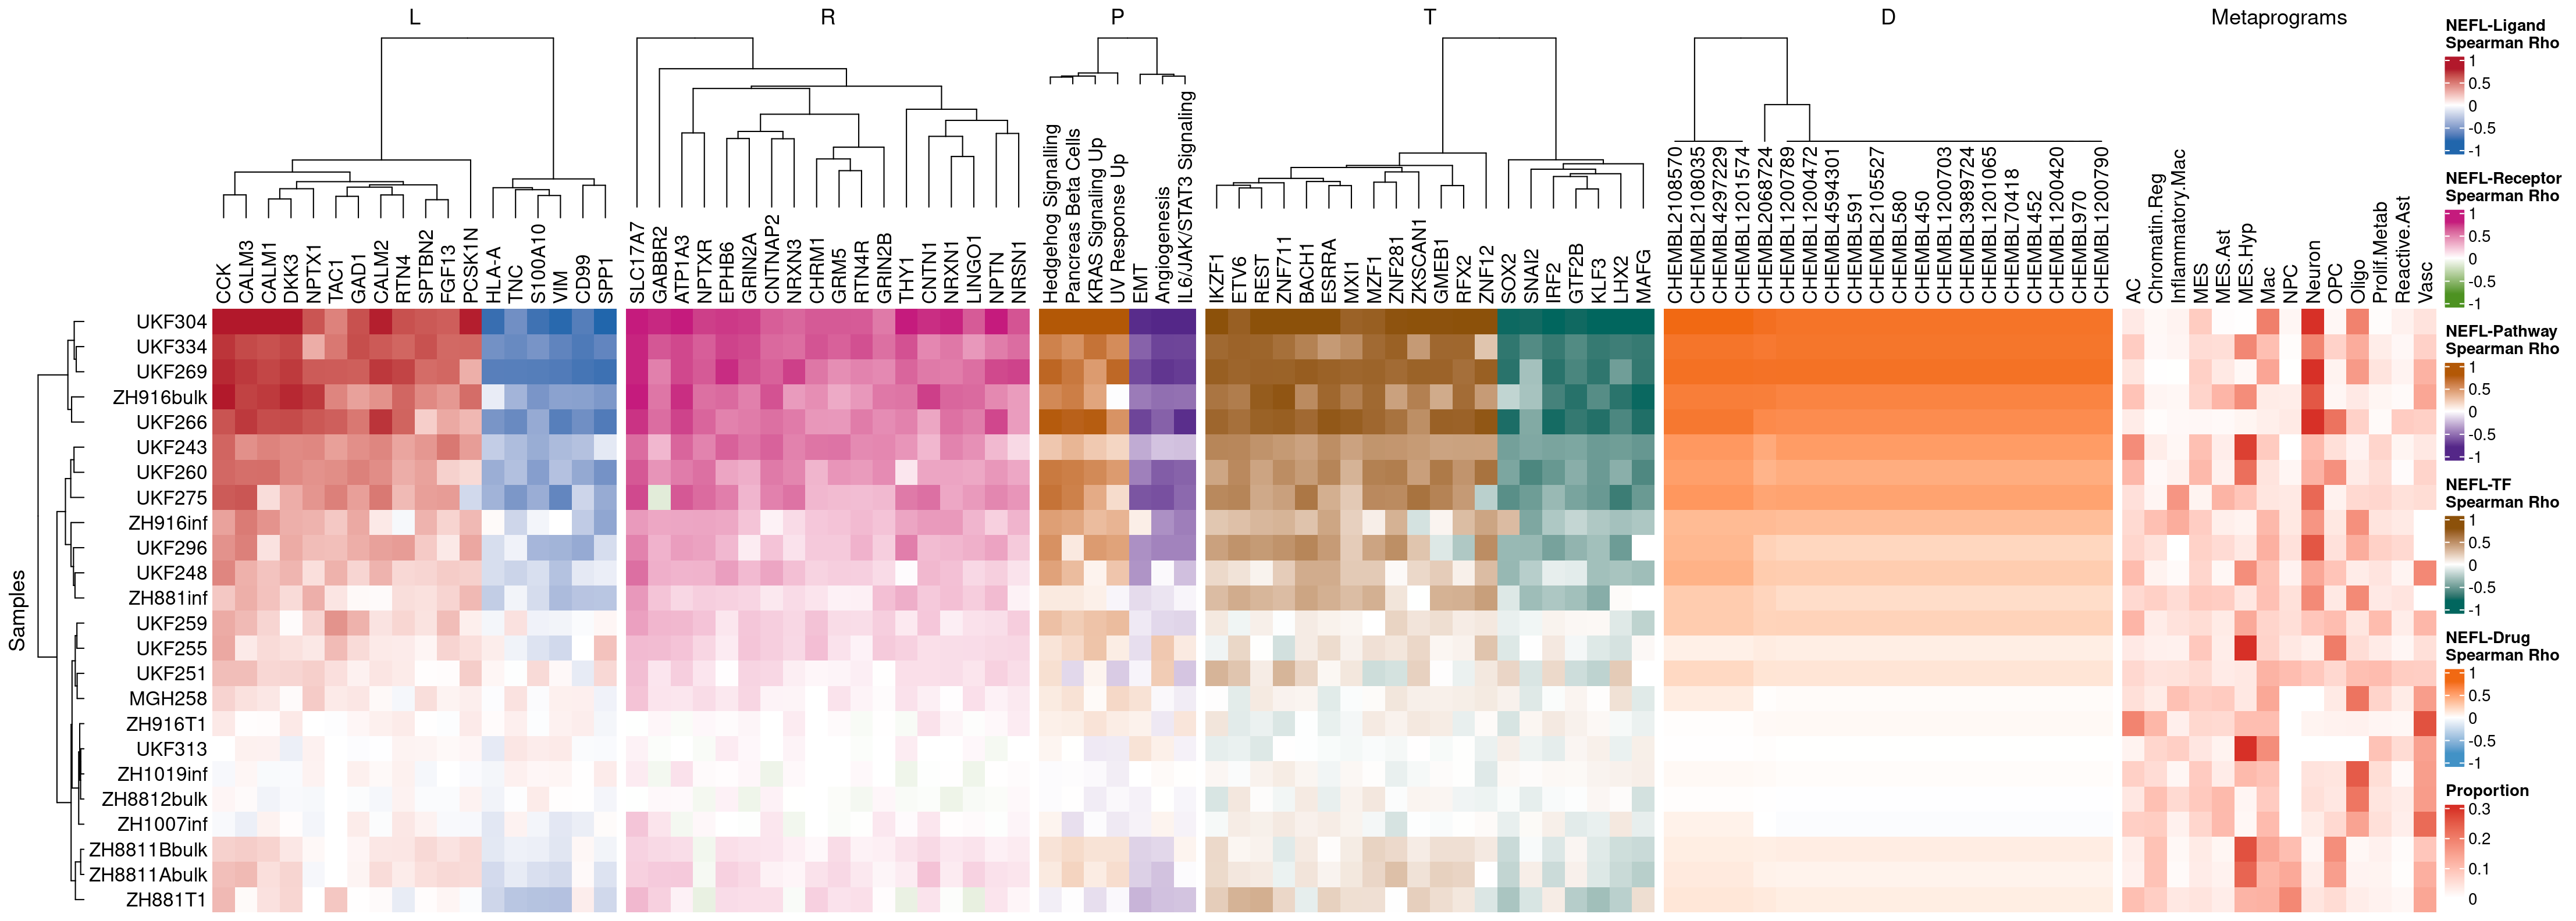 L R P T D Metaprograms
CCK
CALM3
CALM1
DKK3
NPTX1
TAC1
GAD1
CALM2
RTN4
SPTBN2
FGF13
PCSK1N
HLA-A
TNC
S100A10
VIM
CD99
SPP1
SLC17A7
GABBR2
ATP1A3
NPTXR
EPHB6
GRIN2A
CNTNAP2
NRXN3
CHRM1
GRM5
RTN4R
GRIN2B
THY1
CNTN1
NRXN1
LINGO1
NPTN
NRSN1
Hedgehog Signalling
Pancreas Beta Cells
KRAS Signaling Up
UV Response Up
EMT
Angiogenesis
IL6/JAK/STAT3 Signaling
IKZF1
ETV6
REST
ZNF711
BACH1
ESRRA
MXI1
MZF1
ZNF281
ZKSCAN1
GMEB1
RFX2
ZNF12
SOX2
SNAI2
IRF2
GTF2B
KLF3
LHX2
MAFG
CHEMBL2108570
CHEMBL2108035
CHEMBL4297229
CHEMBL1201574
CHEMBL2068724
CHEMBL1200789
CHEMBL1200472
CHEMBL4594301
CHEMBL591
CHEMBL2105527
CHEMBL580
CHEMBL450
CHEMBL1200703
CHEMBL3989724
CHEMBL1201065
CHEMBL70418
CHEMBL452
CHEMBL1200420
CHEMBL970
CHEMBL1200790
AC
Chromatin.Reg
Inflammatory.Mac
MES
MES.Ast
MES.Hyp
Mac
NPC
Neuron
OPC
Oligo
Prolif.Metab
Reactive.Ast
Vasc
Samples
UKF304
UKF334
UKF269
ZH916bulk
UKF266
UKF243
UKF260
UKF275
ZH916inf
UKF296
UKF248
ZH881inf
UKF259
UKF255
UKF251
MGH258
ZH916T1
UKF313
ZH1019inf
ZH8812bulk
ZH1007inf
ZH8811Bbulk
ZH8811Abulk
ZH881T1
NEFL-Ligand
Spearman Rho
1
0.5
0
-0.5
-1
NEFL-Receptor
Spearman Rho
1
0.5
0
-0.5
-1
NEFL-Pathway
Spearman Rho
1
0.5
0
-0.5
-1
NEFL-TF
Spearman Rho
1
0.5
0
-0.5
-1
NEFL-Drug
Spearman Rho
1
0.5
0
-0.5
-1
Proportion
0.3
0.2
0.1
0